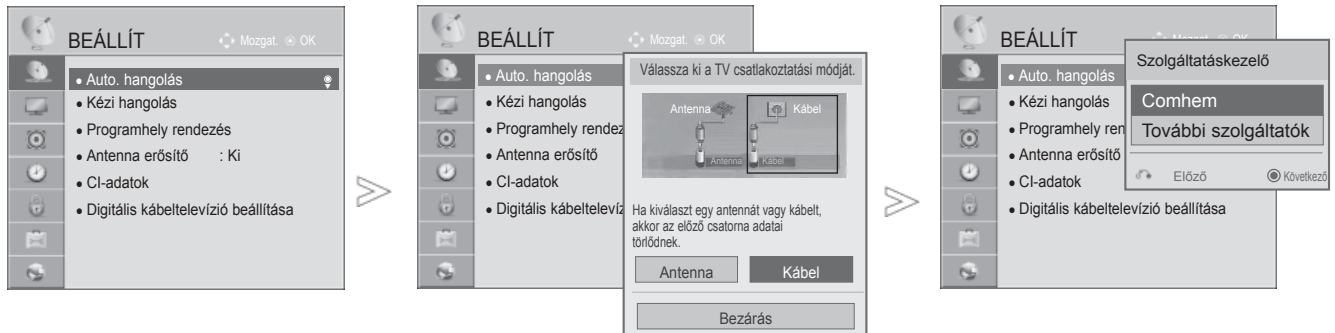 BEÁLLÍT
Mozgat. OK
• Auto. hangolás
• Kézi hangolás
• Programhely rendezés
• Antenna erősítő : Ki
• CI-adatok
• Digitális kábeltelevízió beállítása
BEÁLLÍT
Mozgat. OK
• Auto. hangolás
• Kézi hangolás
• Programhely rendez
• Antenna erősítő
• CI-adatok
• Digitális kábeltelevíz
Válassza ki a TV csatlakoztatási módját.
Antenna
Kábel
Antenna
Kábel
Ha kiválaszt egy antennát vagy kábelt,
akkor az előző csatorna adatai
törlődnek.
Antenna
Kábel
Bezárás
BEÁLLÍT
Mozgat. OK
• Auto. hangolás
• Kézi hangolás
• Programhely ren
• Antenna erősítő
• CI-adatok
• Digitális kábeltelevízió beállítása
Szolgáltatáskezelő
Comhem
További szolgáltatók
Előző
Következő